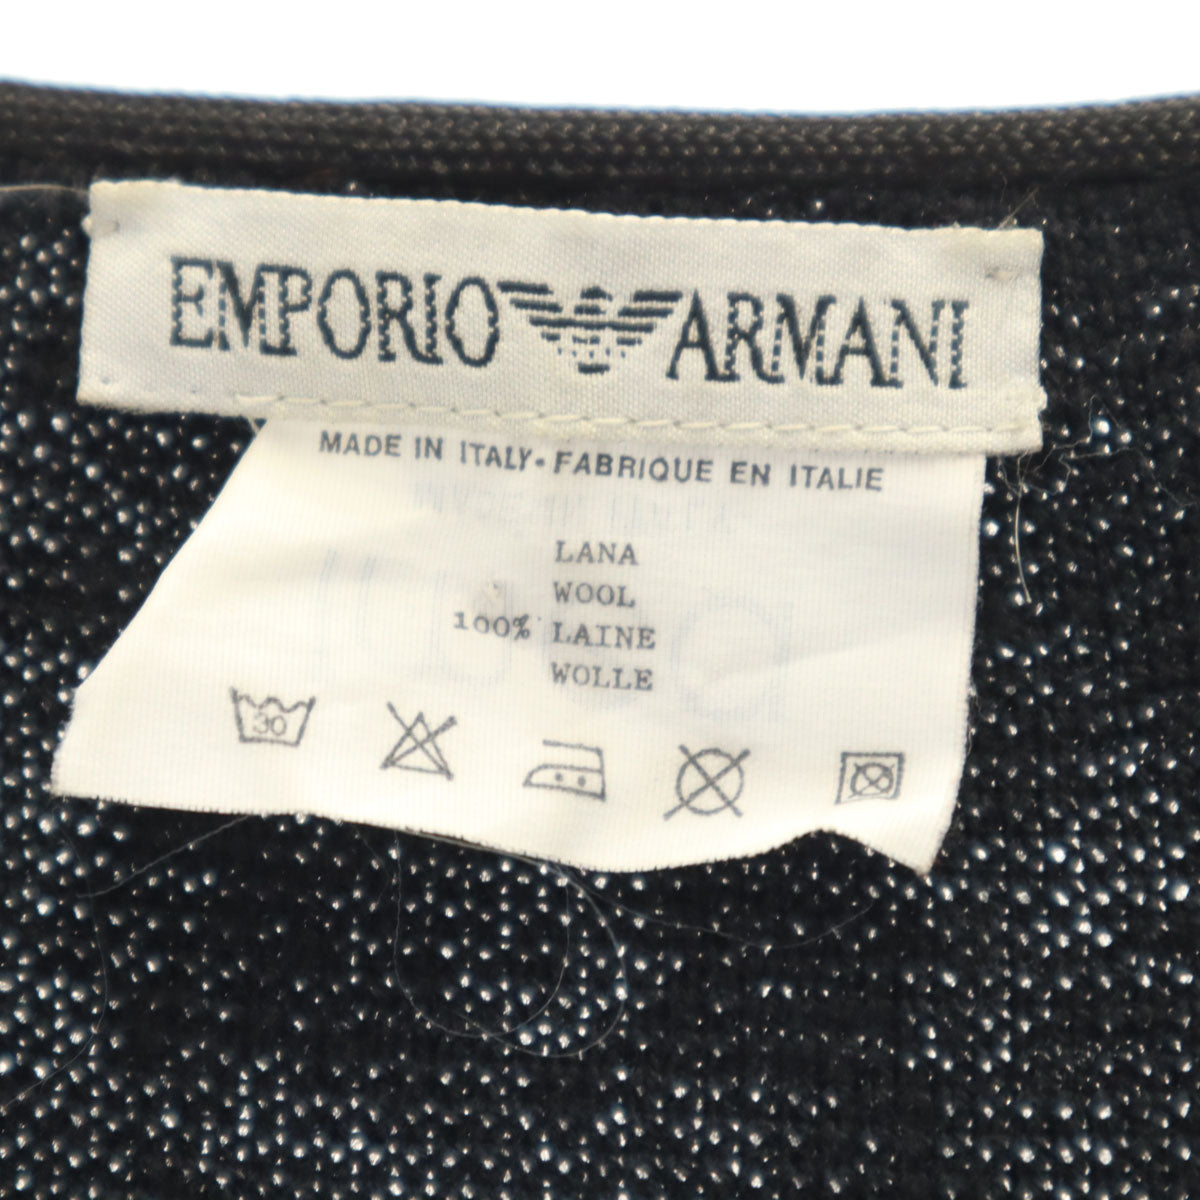 EMPORIO ARMANI
MADE IN ITALY-FABRIQUE EN ITALIE
LANA
WOOL
100% LAINE
WOLLE
30